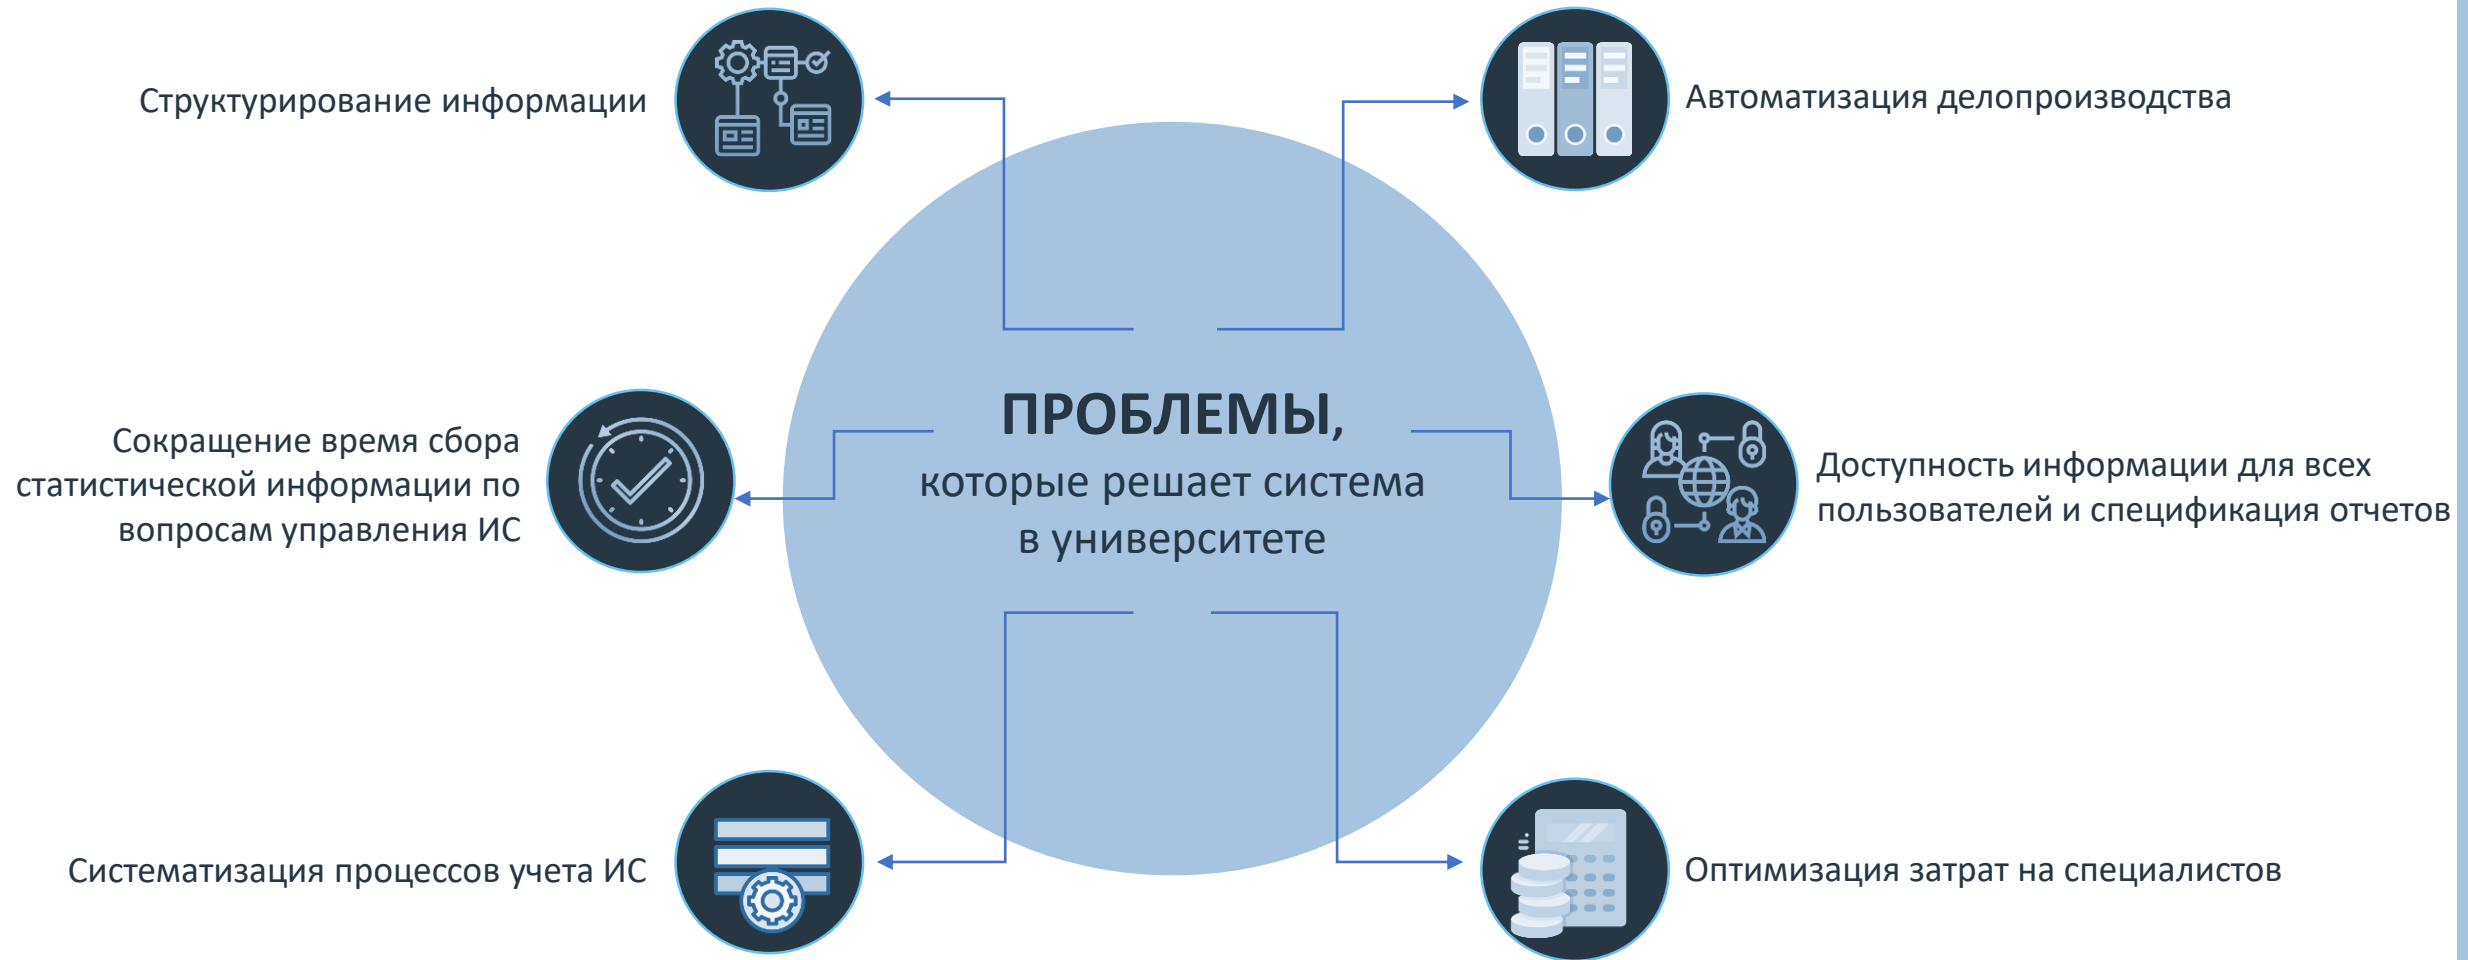 Структурирование информации
Автоматизация делопроизводства
ПРОБЛЕМЫ,
которые решает система
в университете
Сокращение время сбора
статистической информации по
вопросам управления ИС
Доступность информации для всех
пользователей и спецификация отчетов
Систематизация процессов учета ИС
Оптимизация затрат на специалистов